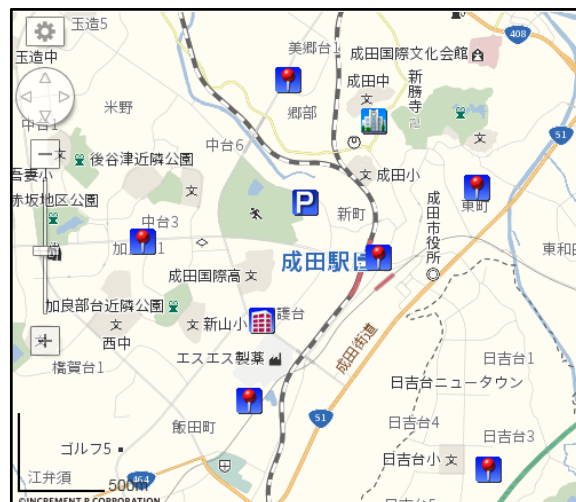 玉造5
408
美郷台1
成田国際文化会館
玉造中
成田中
新勝寺
米野
郷部
中台1
中台6
51
後谷津近隣公園
吾妻小
成田小
赤坂地区公園
新町
東町
中台3
成田市役所
東和田
成田駅
成田国際高
加良部台近隣公園
新山小
護台
西中
成田街道
エスエス製薬
橋賀台1
日吉台1
日吉台ニュータウン
51
飯田町
日吉台4
日吉台3
ゴルフ5
日吉台小
江弁須
464
500m
©INCREMENT P CORPORATION